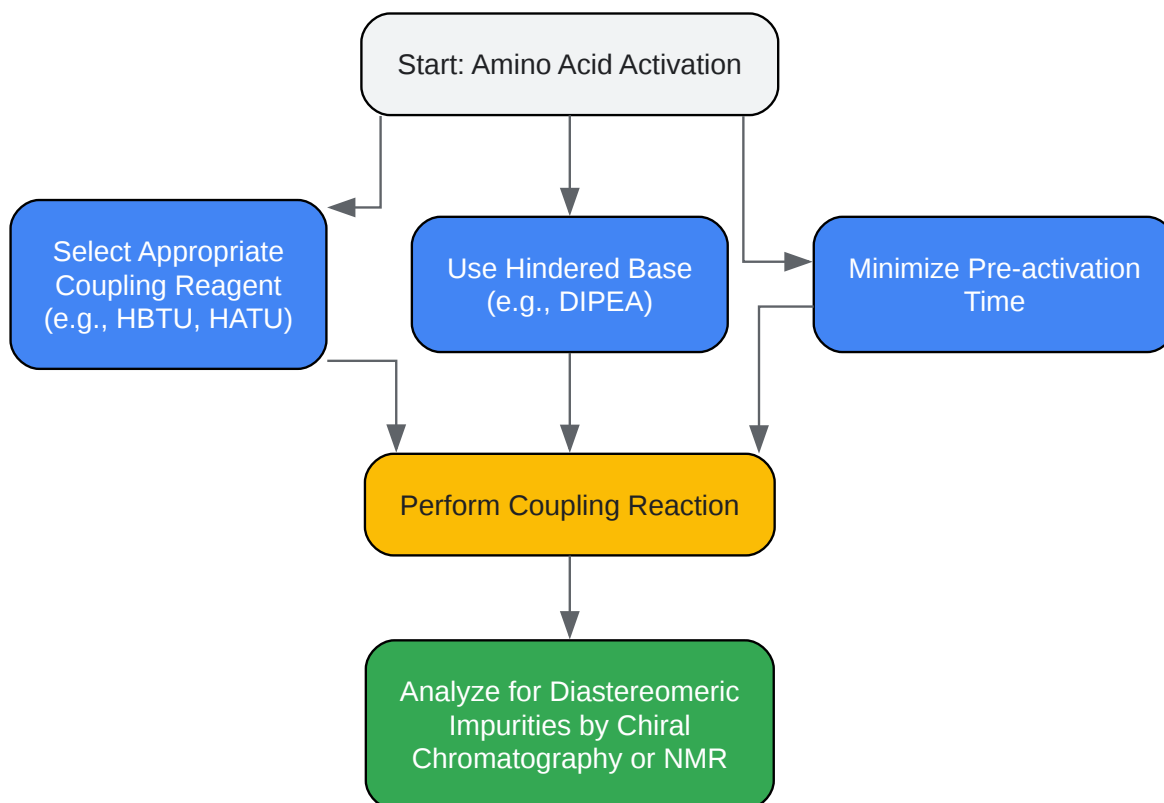 Start: Amino Acid Activation
Select Appropriate
Coupling Reagent
(e.g., HBTU, HATU)
Use Hindered Base
(e.g., DIPEA)
Minimize Pre-activation
Time
Perform Coupling Reaction
Analyze for Diastereomeric
Impurities by Chiral
Chromatography or NMR